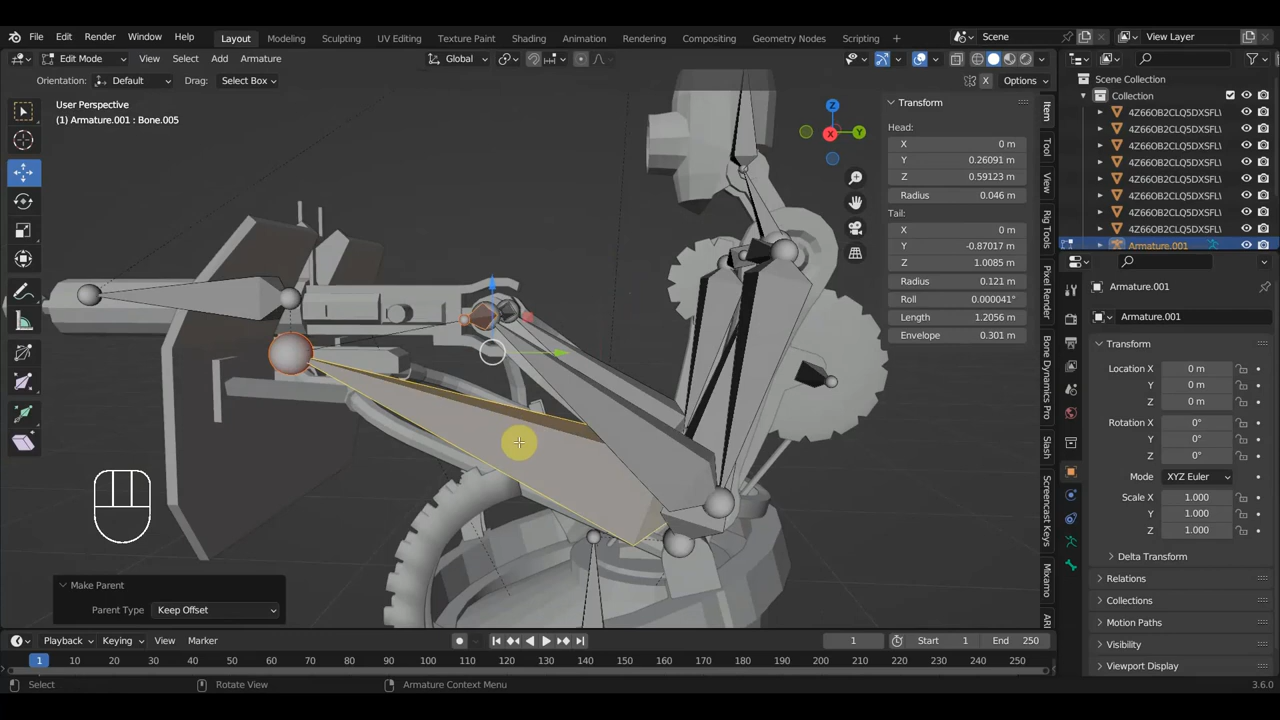 File Edit Render Window Help Layout Modeling Sculpting UV Editing Texture Paint Shading Animation Rendering Compositing Geometry Nodes Scripting + Scene View Layer
Edit Mode View Select Add Armature Global Options
Orientation: Default Drag: Select Box X Options
User Perspective
(1) Armature.001 : Bone.005
Z
Y
X
Transform
Head:
X 0 m
Y 0.26091 m
Z 0.59123 m
Radius 0.046 m
Tail:
X 0 m
Y -0.87017 m
Z 1.0085 m
Radius 0.121 m
Roll 0.000041°
Length 1.2056 m
Envelope 0.301 m
Item
Tool
View
Rig Tools
Pixel Render
Bone Dynamics Pro
Slash
Screencast Keys
Mixamo
Scene Collection
Collection
4Z66OB2CLQ5DXSFL\
4Z66OB2CLQ5DXSFL\
4Z66OB2CLQ5DXSFL\
4Z66OB2CLQ5DXSFL\
4Z66OB2CLQ5DXSFL\
4Z66OB2CLQ5DXSFL\
4Z66OB2CLQ5DXSFL\
4Z66OB2CLQ5DXSFL\
Armature.001
Armature.001
Armature.001
Transform
Location X 0 m
Y 0 m
Z 0 m
Rotation X 0°
Y 0°
Z 0°
Mode XYZ Euler
Scale X 1.000
Y 1.000
Z 1.000
Delta Transform
Relations
Collections
Motion Paths
Visibility
Viewport Display
Make Parent
Parent Type Keep Offset
Playback Keying View Marker 1 Start 1 End 250
1 10 20 30 40 50 60 70 80 90 100 110 120 130 140 150 160 170 180 190 200 210 220 230 240 250
Select Rotate View Armature Context Menu 3.6.0